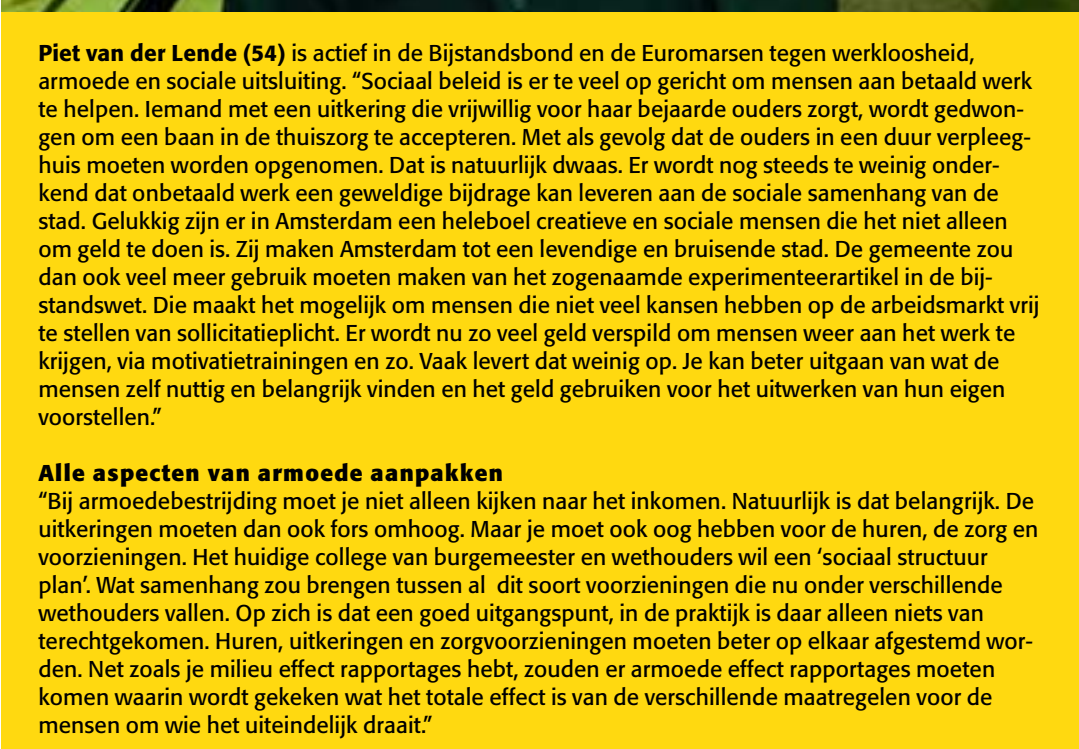 Piet van der Lende (54) is actief in de Bijstandsbond en de Euromarsen tegen werkloosheid,
armoede en sociale uitsluiting. “Sociaal beleid is er te veel op gericht om mensen aan betaald werk
te helpen. Iemand met een uitkering die vrijwillig voor haar bejaarde ouders zorgt, wordt gedwon-
gen om een baan in de thuiszorg te accepteren. Met als gevolg dat de ouders in een duur verpleeg-
huis moeten worden opgenomen. Dat is natuurlijk dwaas. Er wordt nog steeds te weinig onder-
kend dat onbetaald werk een geweldige bijdrage kan leveren aan de sociale samenhang van de
stad. Gelukkig zijn er in Amsterdam een heleboel creatieve en sociale mensen die het niet alleen
om geld te doen is. Zij maken Amsterdam tot een levendige en bruisende stad. De gemeente zou
dan ook veel meer gebruik moeten maken van het zogenaamde experimenteerartikel in de bij-
standswet. Die maakt het mogelijk om mensen die niet veel kansen hebben op de arbeidsmarkt vrij
te stellen van sollicitatieplicht. Er wordt nu zo veel geld verspild om mensen weer aan het werk te
krijgen, via motivatietrainingen en zo. Vaak levert dat weinig op. Je kan beter uitgaan van wat de
mensen zelf nuttig en belangrijk vinden en het geld gebruiken voor het uitwerken van hun eigen
voorstellen.”
Alle aspecten van armoede aanpakken
“Bij armoedebestrijding moet je niet alleen kijken naar het inkomen. Natuurlijk is dat belangrijk. De
uitkeringen moeten dan ook fors omhoog. Maar je moet ook oog hebben voor de huren, de zorg en
voorzieningen. Het huidige college van burgemeester en wethouders wil een ‘sociaal structuur
plan’. Wat samenhang zou brengen tussen al dit soort voorzieningen die nu onder verschillende
wethouders vallen. Op zich is dat een goed uitgangspunt, in de praktijk is daar alleen niets van
terechtgekomen. Huren, uitkeringen en zorgvoorzieningen moeten beter op elkaar afgestemd wor-
den. Net zoals je milieu effect rapportages hebt, zouden er armoede effect rapportages moeten
komen waarin wordt gekeken wat het totale effect is van de verschillende maatregelen voor de
mensen om wie het uiteindelijk draait.”